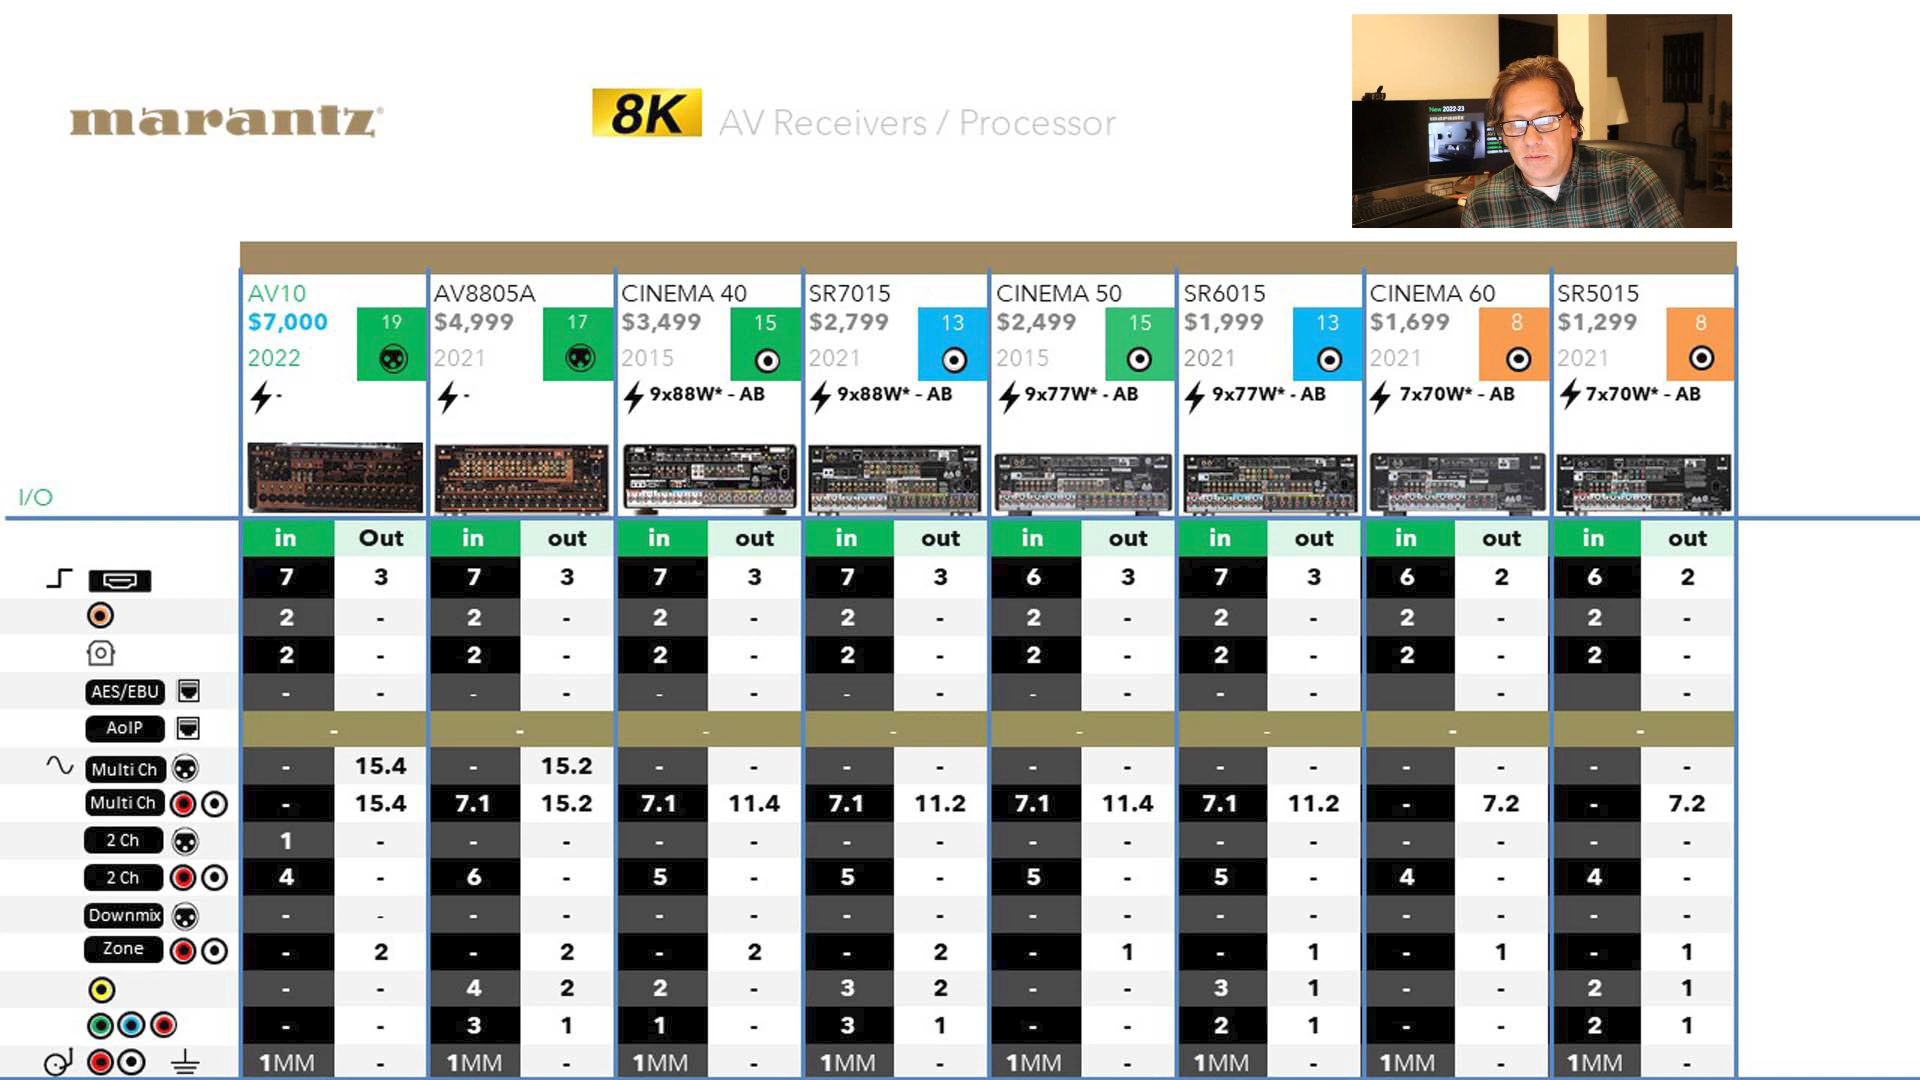 marantz
8K AV Receivers / Processor
New 2022-23
marantz
AV10 AV8805A CINEMA 40 SR7015 CINEMA 50 SR6015 CINEMA 60 SR5015
$7,000 19 $4,999 17 $3,499 15 $2,799 13 $2,499 15 $1,999 13 $1,699 8 $1,299 8
2022 2021 2015 2021 2015 2021 2021 2021
- - 9x88W* - AB 9x88W* - AB 9x77W* - AB 9x77W* - AB 7x70W* - AB 7x70W* - AB
I/O
in Out in out in out in out in out in out in out in out
7 3 7 3 7 3 7 3 6 3 7 3 6 2 6 2
2 - 2 - 2 - 2 - 2 - 2 - 2 - 2 -
2 - 2 - 2 - 2 - 2 - 2 - 2 - 2 -
AES/EBU - - - - - - - - - - - - - -
AoIP - - - - - - - -
Multi Ch - 15.4 - 15.2 - - - - - - - - - - - -
Multi Ch - 15.4 7.1 15.2 7.1 11.4 7.1 11.2 7.1 11.4 7.1 11.2 - 7.2 - 7.2
2 Ch 1 - - - - - - - - - - - - - - -
2 Ch 4 - 6 - 5 - 5 - 5 - 5 - 4 - 4 -
Downmix - - - - - - - - - - - - - - - -
Zone - 2 - 2 - 2 - 2 - 1 - 1 - 1 - 1
- - 4 2 2 - 3 2 - - 3 1 - - 2 1
- - 3 1 1 - 3 1 - - 2 1 - - 2 1
1MM - 1MM - 1MM - 1MM - 1MM - 1MM - 1MM - 1MM -